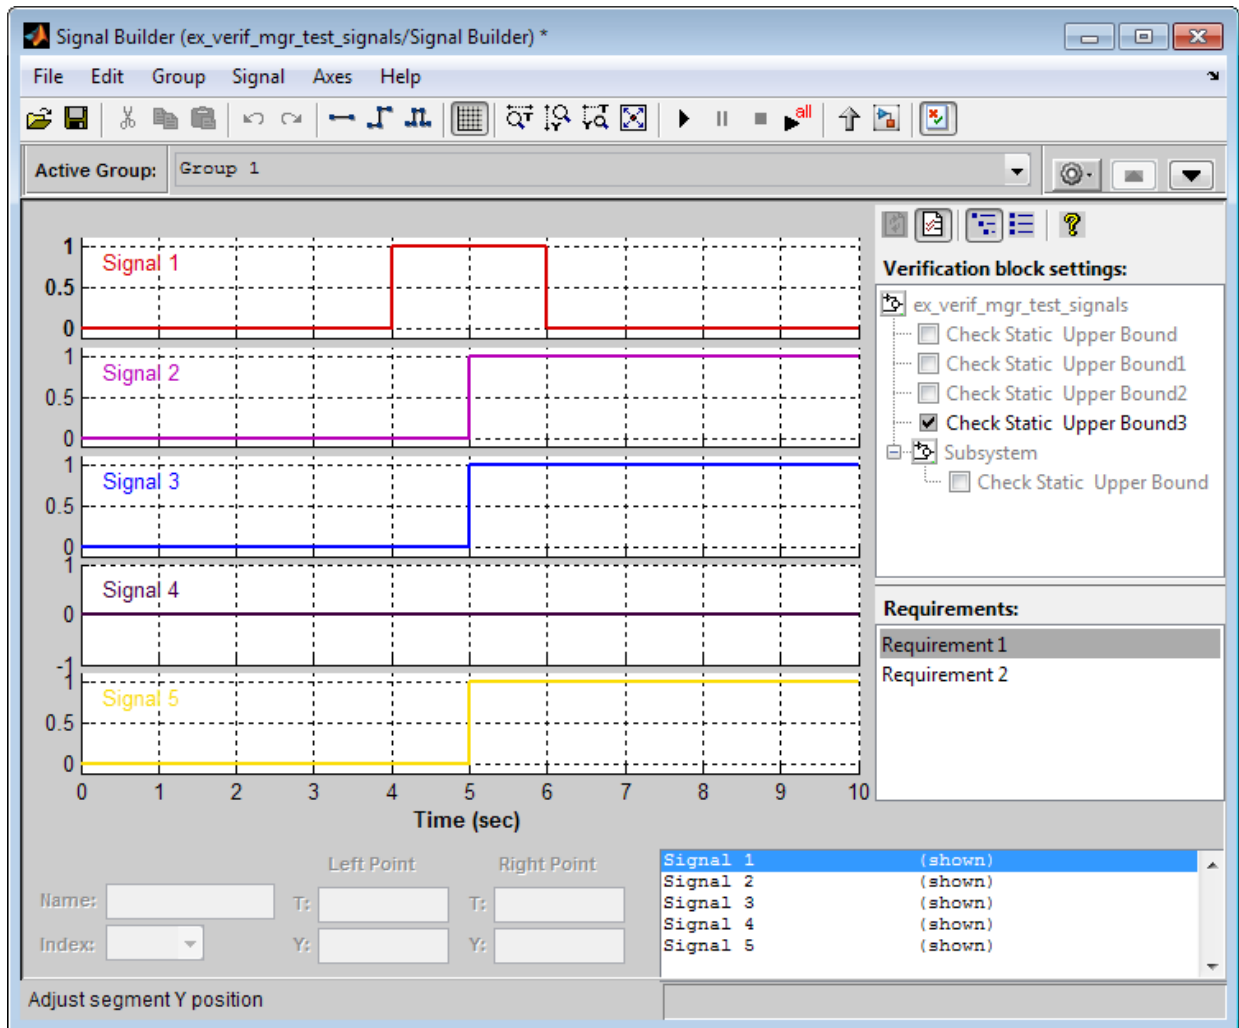 Signal Builder (ex_verif_mgr_test_signals/Signal Builder) *
File Edit Group Signal Axes Help
all
Active Group: Group 1
1
0.5
0
Signal 1
1
0.5
0
Signal 2
1
0.5
0
Signal 3
1
0
-1
Signal 4
1
0.5
0
Signal 5
0 1 2 3 4 5 6 7 8 9 10
Time (sec)
Verification block settings:
ex_verif_mgr_test_signals
Check Static Upper Bound
Check Static Upper Bound1
Check Static Upper Bound2
Check Static Upper Bound3
Subsystem
Check Static Upper Bound
Requirements:
Requirement 1
Requirement 2
Left Point Right Point
Name: T: T:
Index: Y: Y:
Signal 1 (shown)
Signal 2 (shown)
Signal 3 (shown)
Signal 4 (shown)
Signal 5 (shown)
Adjust segment Y position